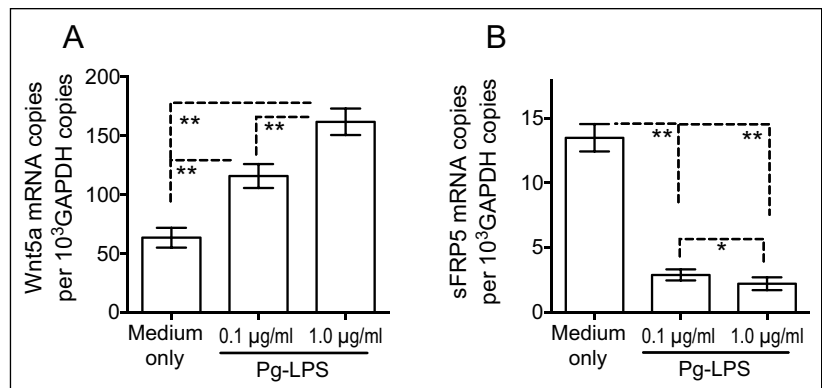 A
Wnt5a mRNA copies
per 10³GAPDH copies
200
150
100
50
0
**
**
**
Medium
only
0.1 µg/ml
1.0 µg/ml
Pg-LPS
B
sFRP5 mRNA copies
per 10³GAPDH copies
15
10
5
0
**
**
*
Medium
only
0.1 µg/ml
1.0 µg/ml
Pg-LPS